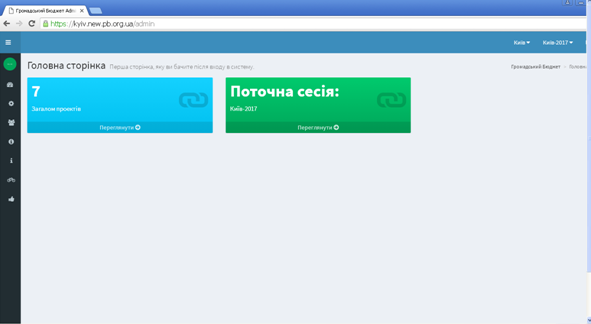 Громадський Бюджет Adm
https://kyiv.new.pb.org.ua/admin
Київ Київ-2017
Головна сторінка Перша сторінка, яку ви бачите після входу в систему.
Громадський Бюджет
7
Загалом проектів
Переглянути
Поточна сесія:
Київ-2017
Переглянути